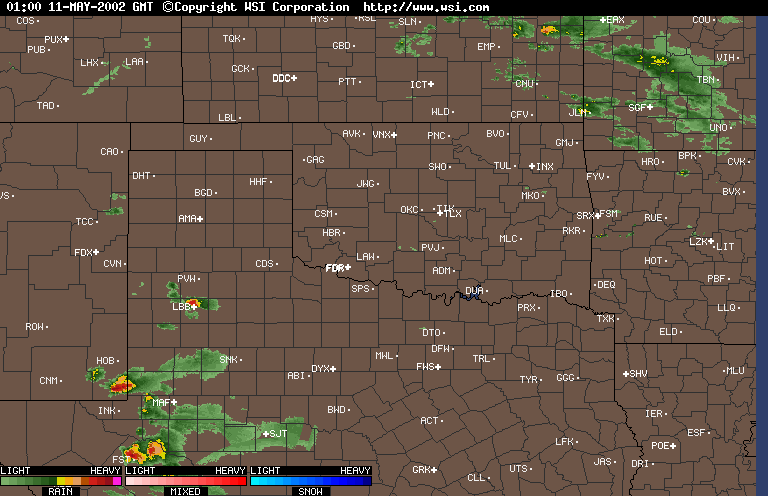 01:00 11-MAY-2002 GMT ©Copyright WSI Corporation http://www.wsi.com
COS HYS RSL SLN EAX COU
PUX TQK GBD EMP
PUB LHX LAA GCK ICT VIH
DDC PTT CNU TBN
TAD LBL WLD CFV JLN SGF
UNO
GUY AVK VNX PNC BVO GMJ
CAO GAG SWO TUL INX HRO BPK CVK
DHT HHF JWG FYV
BGD MKO BVX
AMA CSM OKC TIK TLX SRX FSM RUE
TCC HBR RKR
FDX PVJ MLC LZK LIT
CVN CDS FDR LAW ADM HOT
PVW SPS DUA IBO DEQ PBF
LBB PRX TXK LLQ
ROW DTO ELD
HOB SNK MWL DFW TRL
CNM ABI DYX FWS TYR GGG SHV MLU
INK MAF BWD ACT IER
SJT LFK POE ESF
FST GRK CLL UTS JAS DRI
LIGHT HEAVY LIGHT HEAVY LIGHT HEAVY
RAIN MIXED SNOW